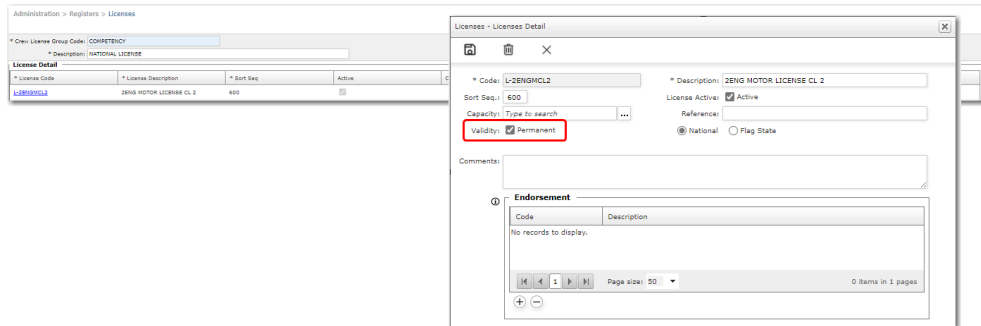 Administration > Registers > Licenses
* Crew License Group Code: COMPETENCY
* Description: NATIONAL LICENSE
License Detail
* License Code * License Description * Sort Seq Active C
L-2ENGMCL2 2ENG MOTOR LICENSE CL 2 600
Licenses - Licenses Detail
* Code: L-2ENGMCL2 * Description: 2ENG MOTOR LICENSE CL 2
Sort Seq.: 600 License Active: Active
Capacity: Type to search ... Reference:
Validity: Permanent National Flag State
Comments:
Endorsement
Code Description
No records to display.
1 Page size: 50 0 items in 1 pages